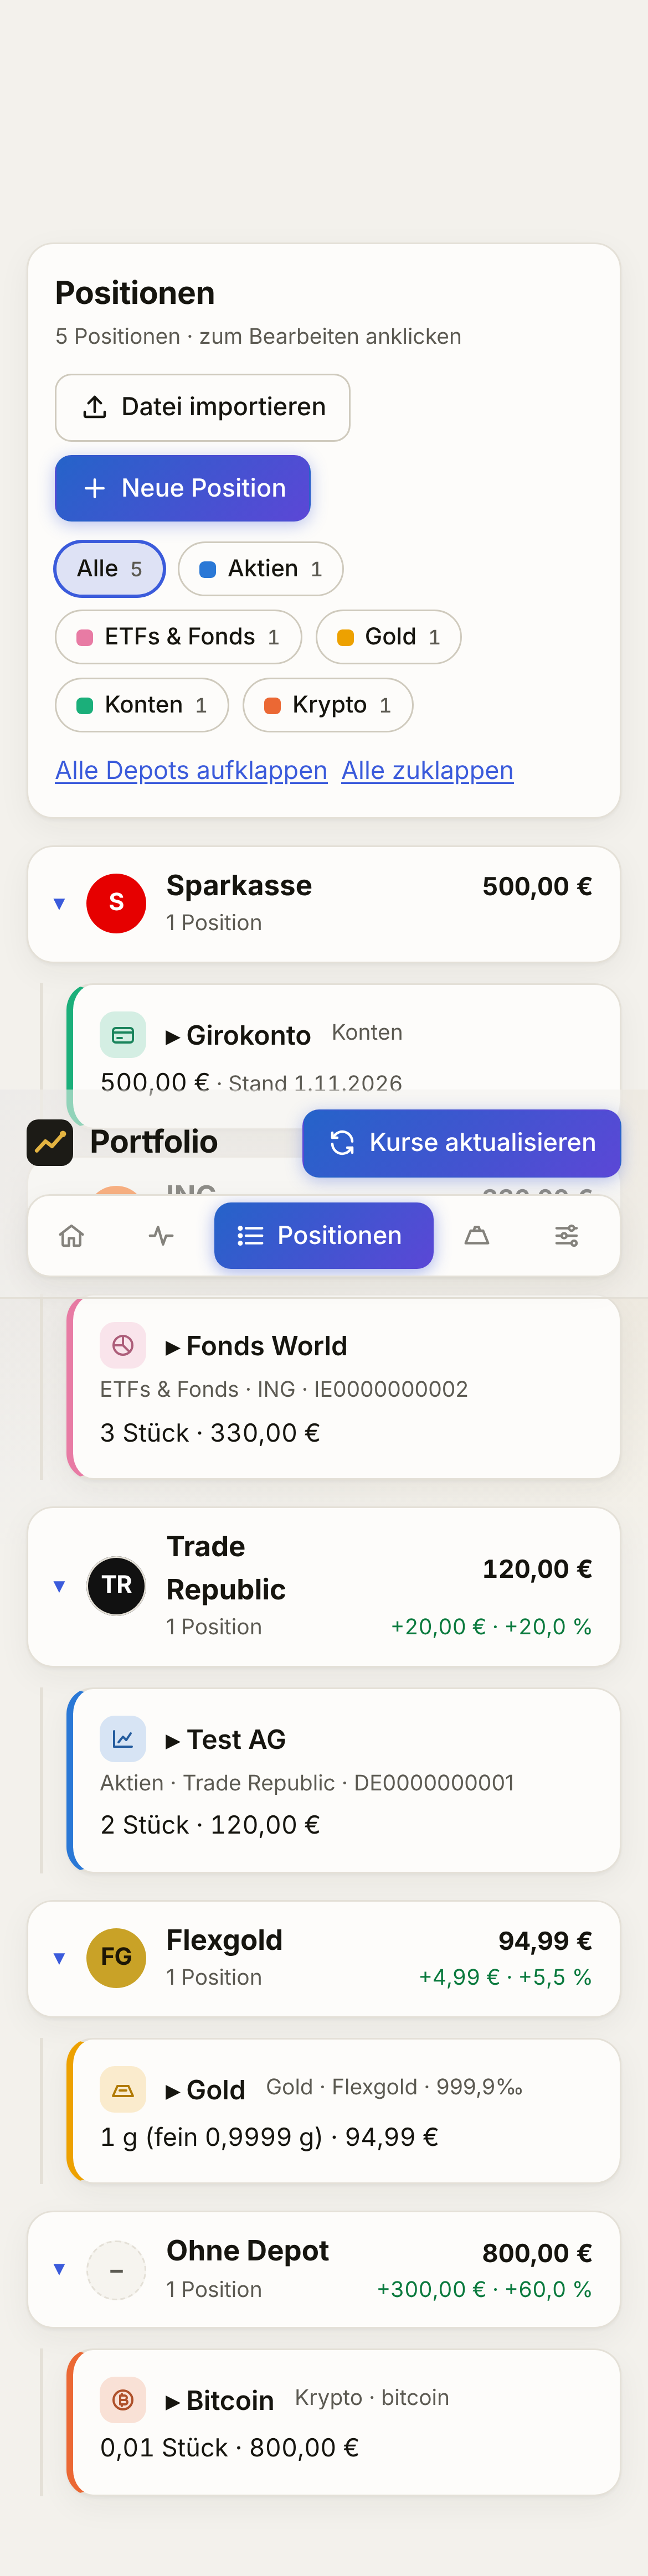 Positionen
5 Positionen · zum Bearbeiten anklicken
Datei importieren
Neue Position
Alle 5
Aktien 1
ETFs & Fonds 1
Gold 1
Konten 1
Krypto 1
Alle Depots aufklappen Alle zuklappen
S
Sparkasse 500,00 €
1 Position
▸ Girokonto Konten
500,00 € · Stand 1.11.2026
Portfolio
Kurse aktualisieren
ING
Positionen
▸ Fonds World
ETFs & Fonds · ING · IE0000000002
3 Stück · 330,00 €
TR
Trade
Republic
120,00 €
1 Position +20,00 € · +20,0 %
▸ Test AG
Aktien · Trade Republic · DE0000000001
2 Stück · 120,00 €
FG
Flexgold 94,99 €
1 Position +4,99 € · +5,5 %
▸ Gold Gold · Flexgold · 999,9‰
1 g (fein 0,9999 g) · 94,99 €
–
Ohne Depot 800,00 €
1 Position +300,00 € · +60,0 %
▸ Bitcoin Krypto · bitcoin
0,01 Stück · 800,00 €